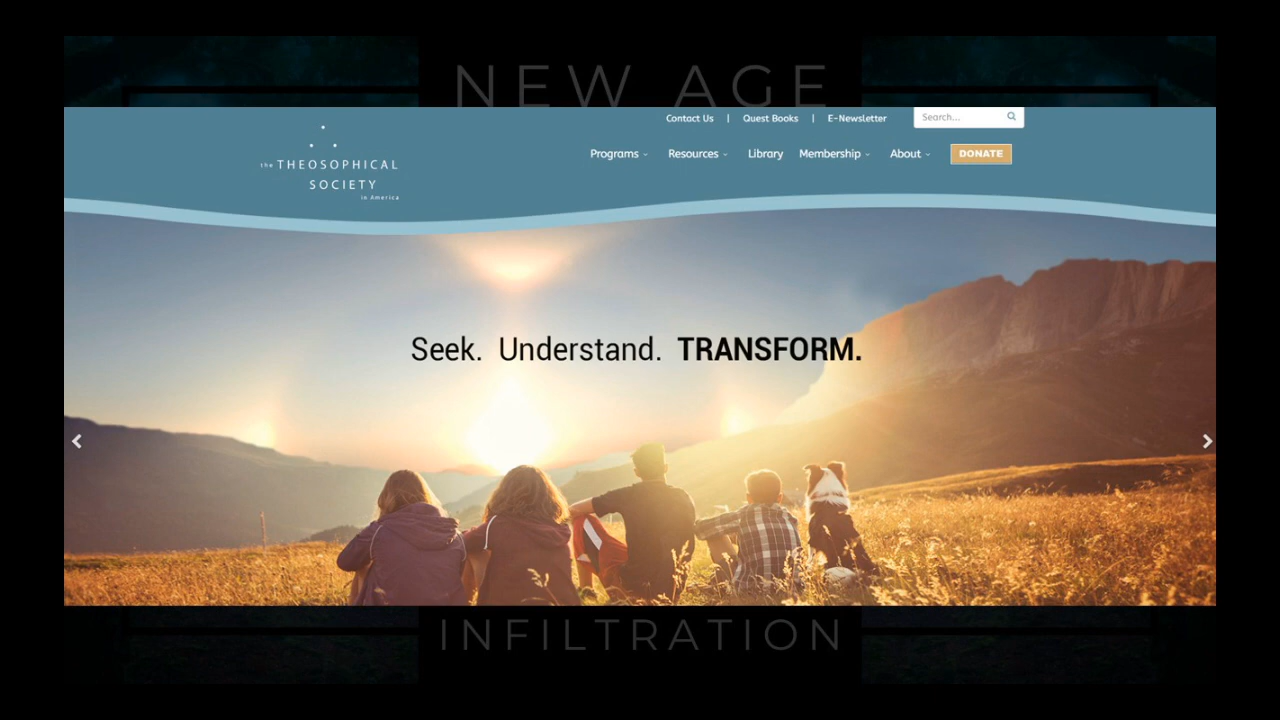 NEW AGE
Contact Us | Quest Books | E-Newsletter Search...
the THEOSOPHICAL
SOCIETY
in America
Programs Resources Library Membership About DONATE
Seek. Understand. TRANSFORM.
INFILTRATION